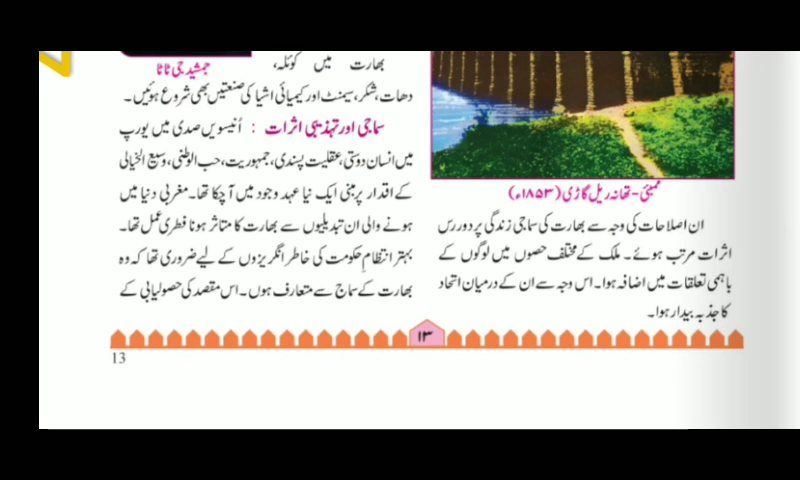 ممبئی - تھانہ ریل گاڑی (۱۸۵۳ء)
ان اصلاحات کی وجہ سے بھارت کی سماجی زندگی پر دور رس
اثرات مرتب ہوئے۔ ملک کے مختلف حصوں میں لوگوں کے
باہمی تعلقات میں اضافہ ہوا۔ اس وجہ سے ان کے درمیان اتحاد
کا جذبہ بیدار ہوا۔
جمشید جی ٹاٹا
بھارت میں کوئلہ،
دھات، شکر، سیمنٹ اور کیمیائی اشیا کی صنعتیں بھی شروع ہوئیں۔
سماجی اور تہذیبی اثرات : اُنیسویں صدی میں یورپ
میں انسان دوستی، عقلیت پسندی، جمہوریت، حب الوطنی، وسیع الخیالی
کے اقدار پر مبنی ایک نیا عہد وجود میں آچکا تھا۔ مغربی دنیا میں
ہونے والی ان تبدیلیوں سے بھارت کا متاثر ہونا فطری عمل تھا۔
بہتر انتظامِ حکومت کی خاطر انگریزوں کے لیے ضروری تھا کہ وہ
بھارت کے سماج سے متعارف ہوں۔ اس مقصد کی حصولیابی کے
۱۳
13